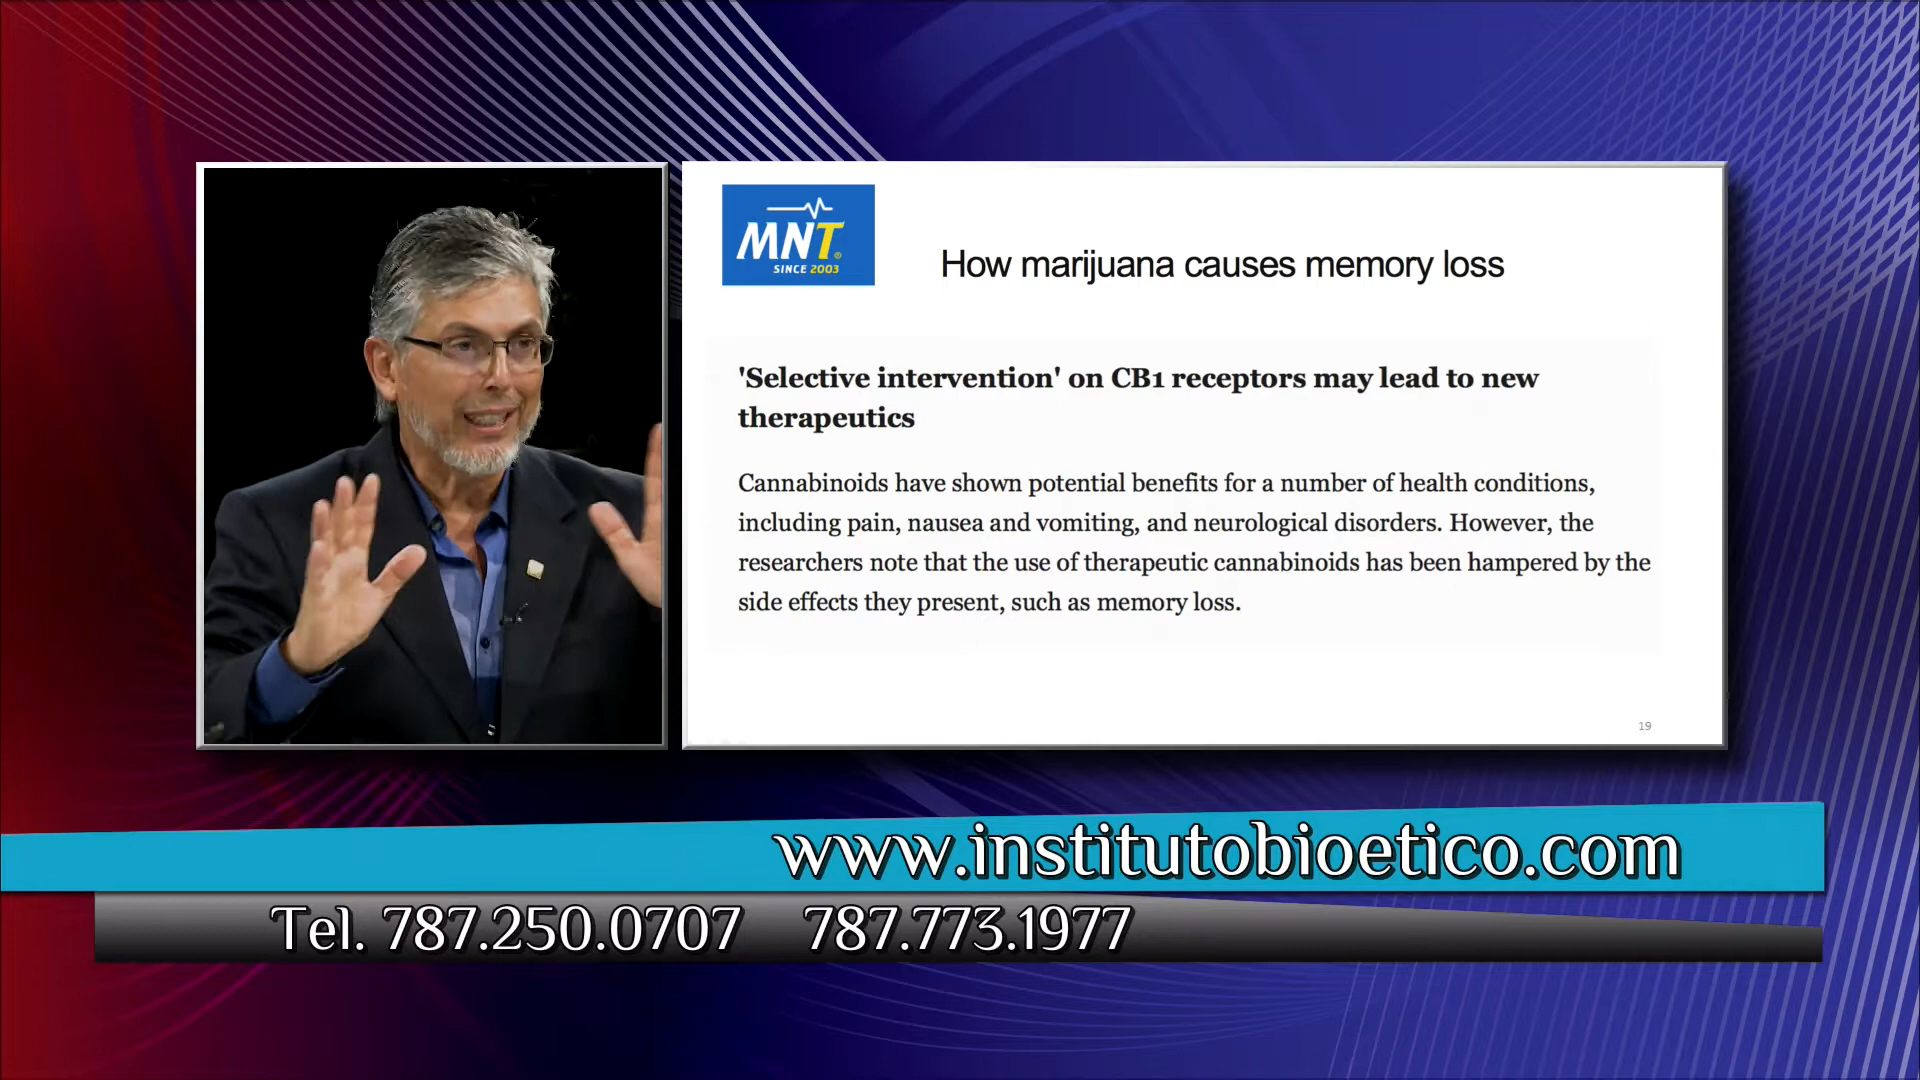 MNT®
SINCE 2003
How marijuana causes memory loss
'Selective intervention' on CB1 receptors may lead to new
therapeutics
Cannabinoids have shown potential benefits for a number of health conditions,
including pain, nausea and vomiting, and neurological disorders. However, the
researchers note that the use of therapeutic cannabinoids has been hampered by the
side effects they present, such as memory loss.
19
www.institutobioetico.com
Tel. 787.250.0707 787.773.1977